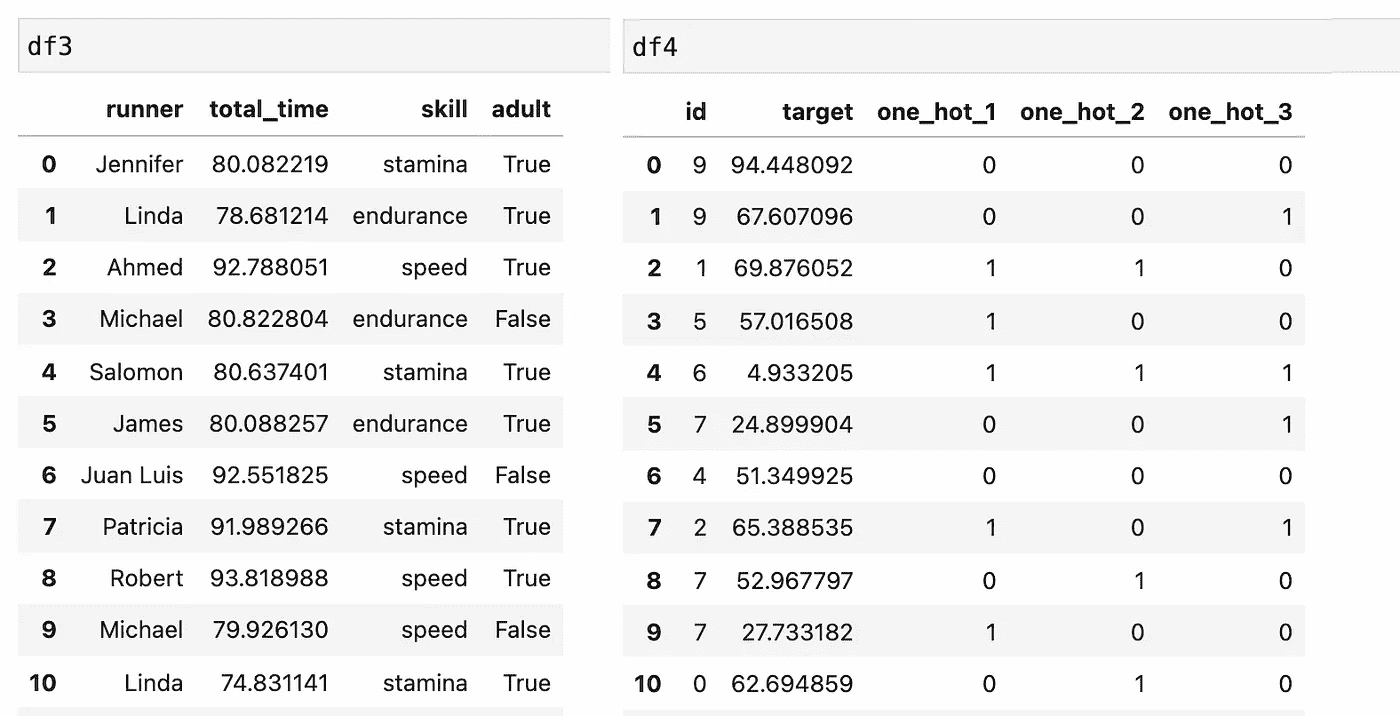 df3
runner total_time skill adult
0 Jennifer 80.082219 stamina True
1 Linda 78.681214 endurance True
2 Ahmed 92.788051 speed True
3 Michael 80.822804 endurance False
4 Salomon 80.637401 stamina True
5 James 80.088257 endurance True
6 Juan Luis 92.551825 speed False
7 Patricia 91.989266 stamina True
8 Robert 93.818988 speed True
9 Michael 79.926130 speed False
10 Linda 74.831141 stamina True
df4
id target one_hot_1 one_hot_2 one_hot_3
0 9 94.448092 0 0 0
1 9 67.607096 0 0 1
2 1 69.876052 1 1 0
3 5 57.016508 1 0 0
4 6 4.933205 1 1 1
5 7 24.899904 0 0 1
6 4 51.349925 0 0 0
7 2 65.388535 1 0 1
8 7 52.967797 0 1 0
9 7 27.733182 1 0 0
10 0 62.694859 0 1 0